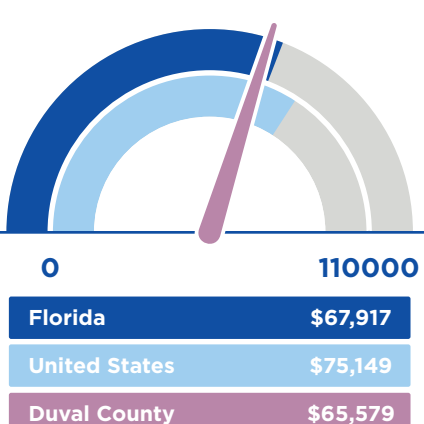 0 110000
Florida $67,917
United States $75,149
Duval County $65,579